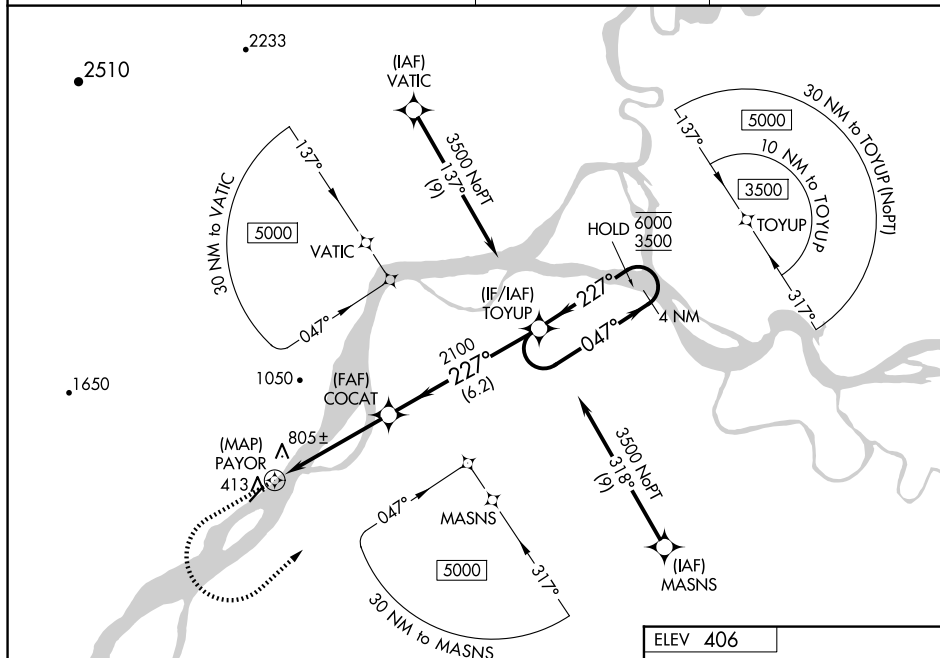 2233
2510
(IAF)
VATIC
3500 NoPT
137°
(9)
30 NM to VATIC
5000
137°
VATIC
047°
30 NM to TOYUP (NoPT)
5000
137°
10 NM to TOYUP
3500
TOYUP
317°
HOLD
6000
3500
227°
047°
4 NM
(IF/IAF)
TOYUP
2100
227°
(6.2)
1650
1050
(FAF)
COCAT
805±
(MAP)
PAYOR
413
3500 NoPT
318°
(9)
(IAF)
MASNS
047°
MASNS
317°
5000
30 NM to MASNS
ELEV 406